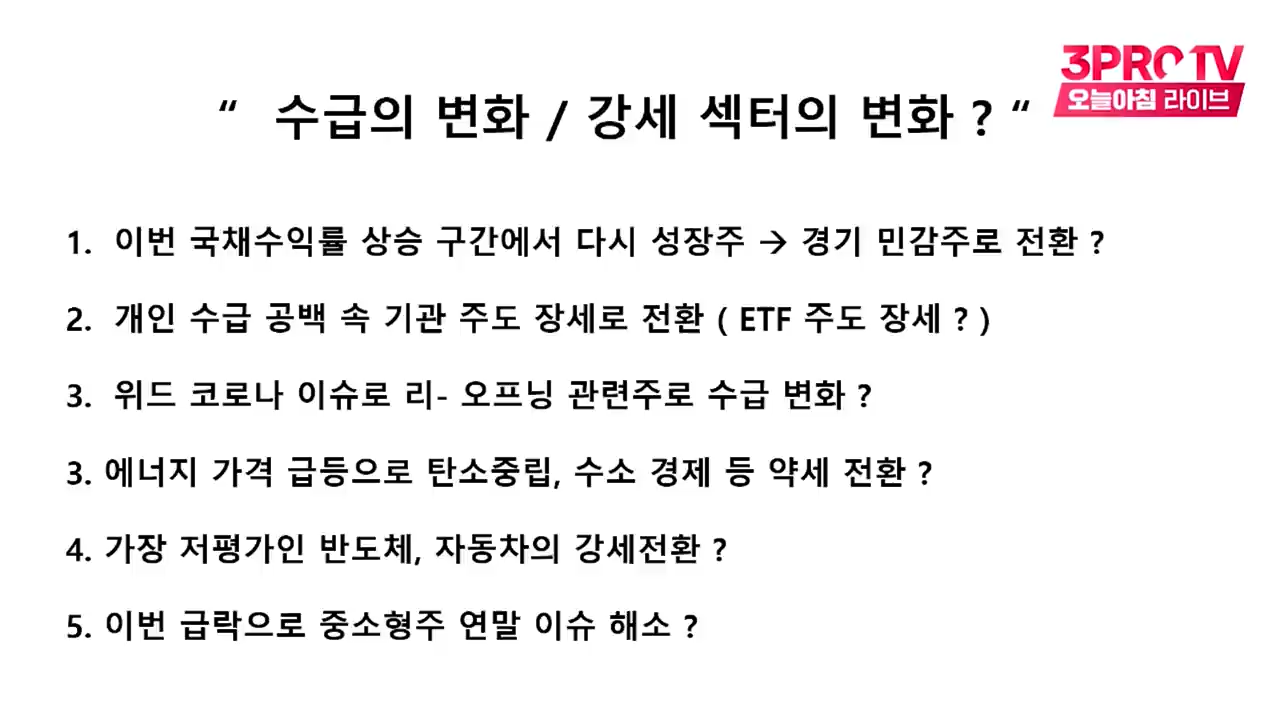 3PRO TV
오늘아침 라이브
“ 수급의 변화 / 강세 섹터의 변화 ? “
1. 이번 국채수익률 상승 구간에서 다시 성장주 → 경기 민감주로 전환 ?
2. 개인 수급 공백 속 기관 주도 장세로 전환 ( ETF 주도 장세 ? )
3. 위드 코로나 이슈로 리- 오프닝 관련주로 수급 변화 ?
3. 에너지 가격 급등으로 탄소중립, 수소 경제 등 약세 전환 ?
4. 가장 저평가인 반도체, 자동차의 강세전환 ?
5. 이번 급락으로 중소형주 연말 이슈 해소 ?